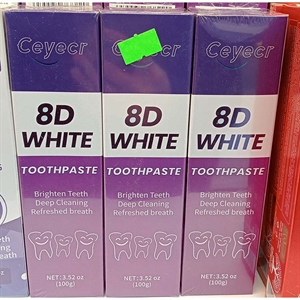 Ceyecr
8D
WHITE
TOOTHPASTE
Brighten Teeth
Deep Cleaning
Refreshed breath
NET:3.52 oz
(100g)
Ceyecr
8D
WHITE
TOOTHPASTE
Brighten Teeth
Deep Cleaning
Refreshed breath
NET:3.52 oz
(100g)
Ceyecr
8D
WHITE
TOOTHPASTE
Brighten Teeth
Deep Cleaning
Refreshed breath
NET:3.52 oz
(100g)